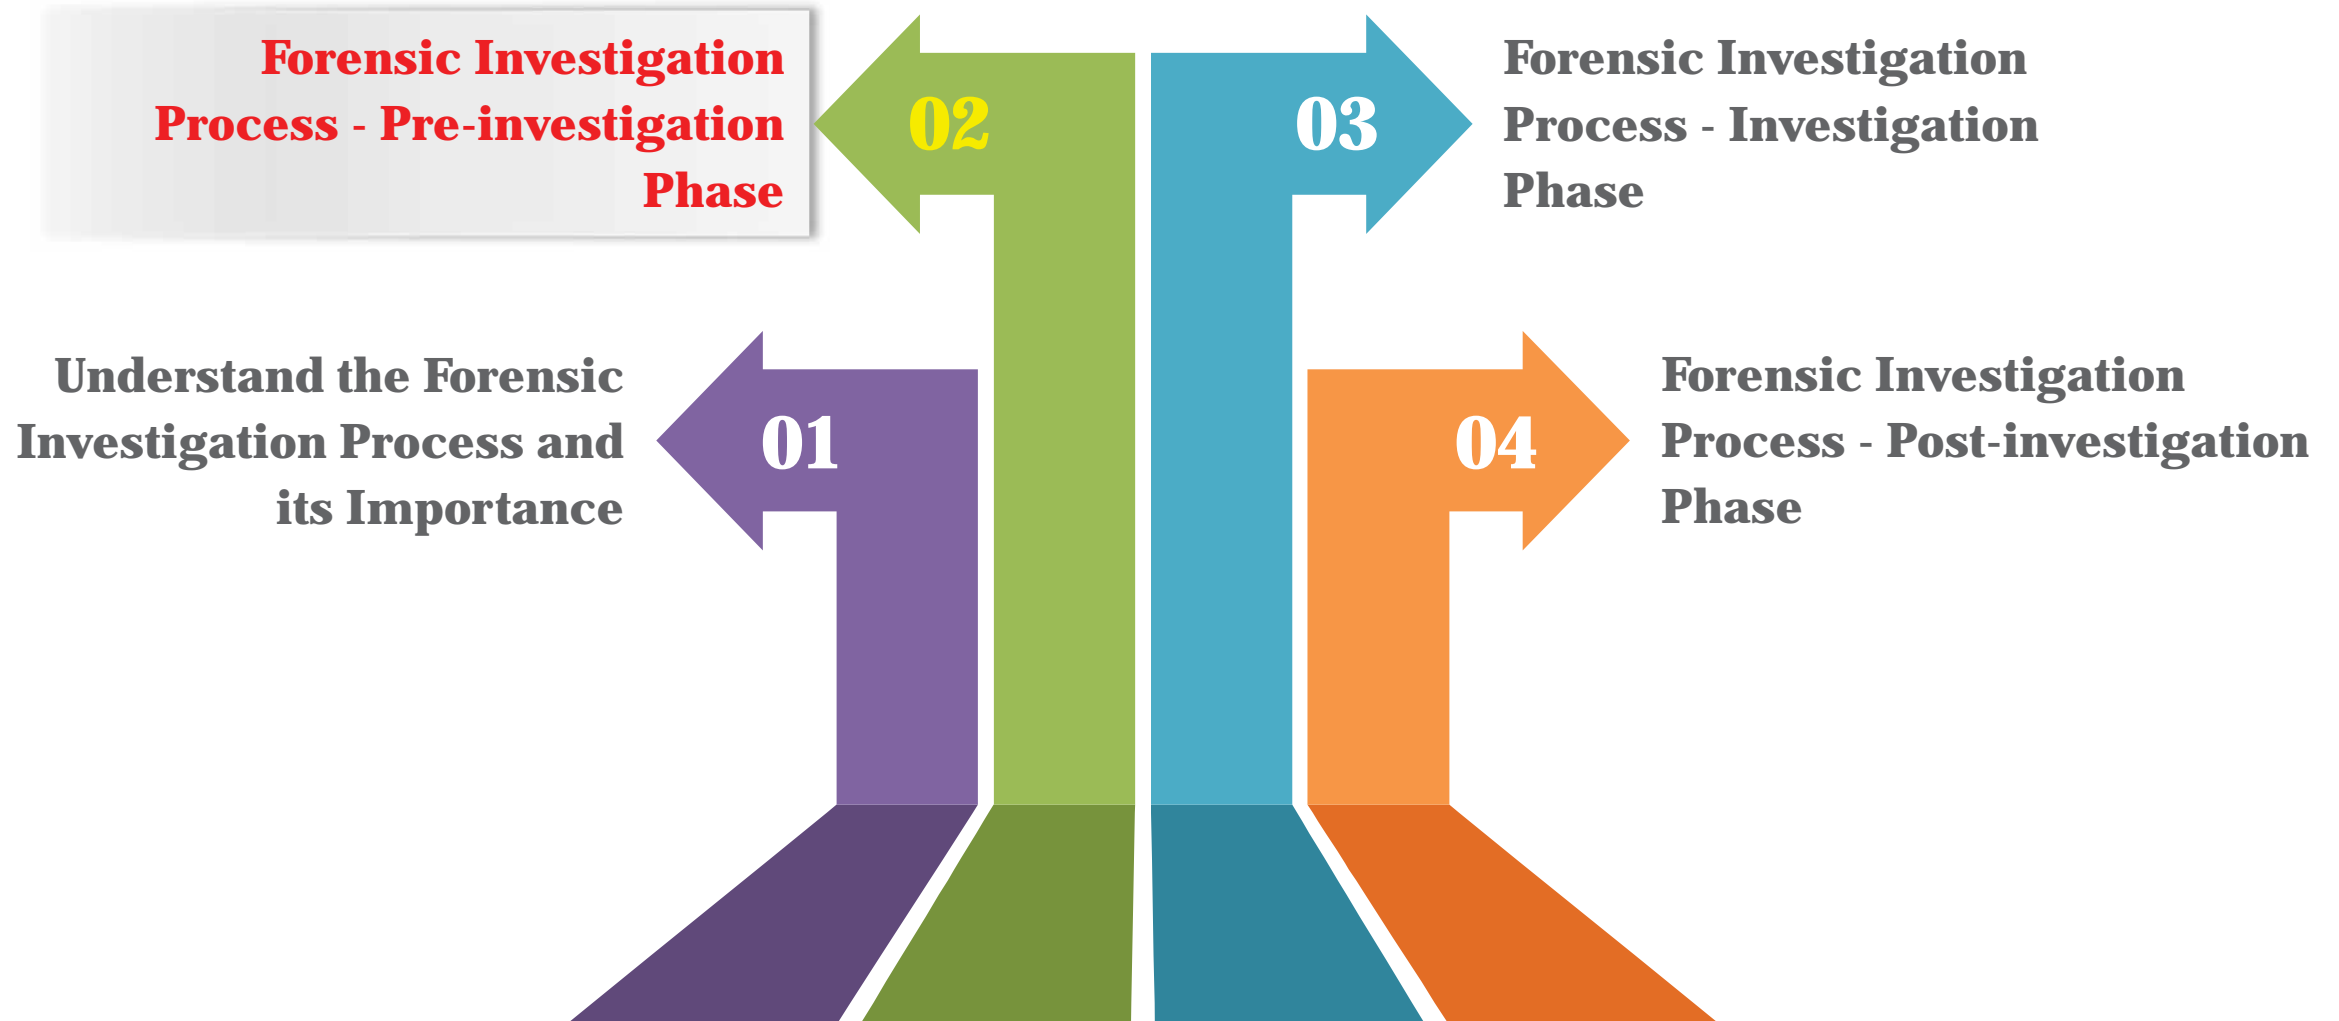 Forensic Investigation
Process - Pre-investigation
Phase
02
03
Forensic Investigation
Process - Investigation
Phase
Understand the Forensic
Investigation Process and
its Importance
01
04
Forensic Investigation
Process - Post-investigation
Phase